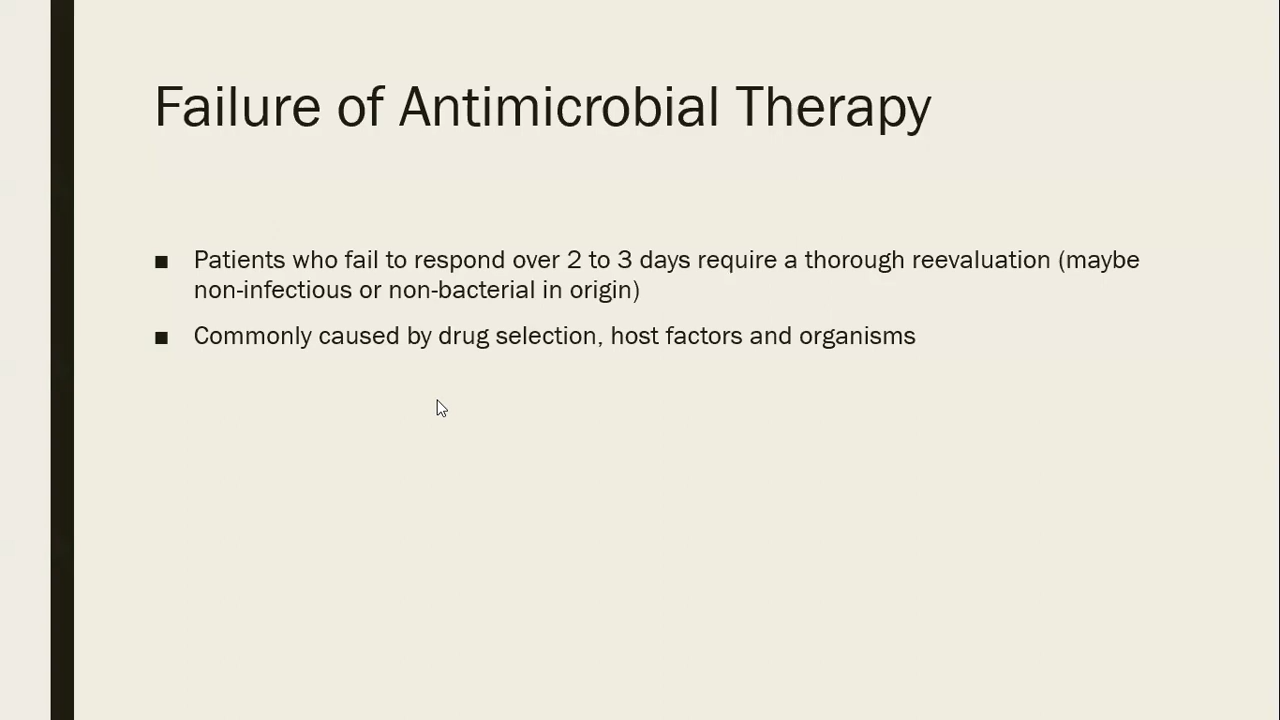 Failure of Antimicrobial Therapy
■ Patients who fail to respond over 2 to 3 days require a thorough reevaluation (maybe
non-infectious or non-bacterial in origin)
■ Commonly caused by drug selection, host factors and organisms